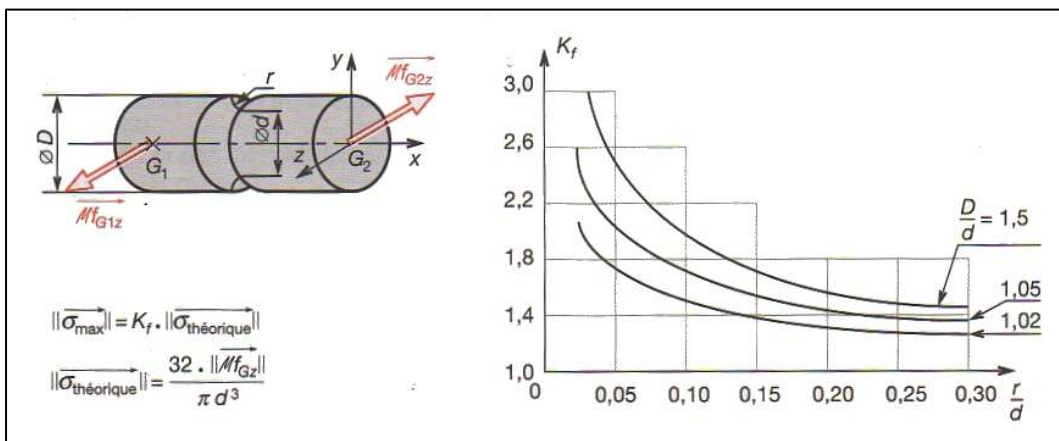 y
r
𝓜f_G2z
ØD
Ød
G₁
z
G₂
x
𝓜f_G1z
||σ_max|| = K_f . ||σ_théorique||
||σ_théorique|| = 32 . ||𝓜f_Gz|| / π d³
K_f
3,0
2,6
2,2
1,8
1,4
1,0
D/d = 1,5
1,05
1,02
0
0,05
0,10
0,15
0,20
0,25
0,30
r/d